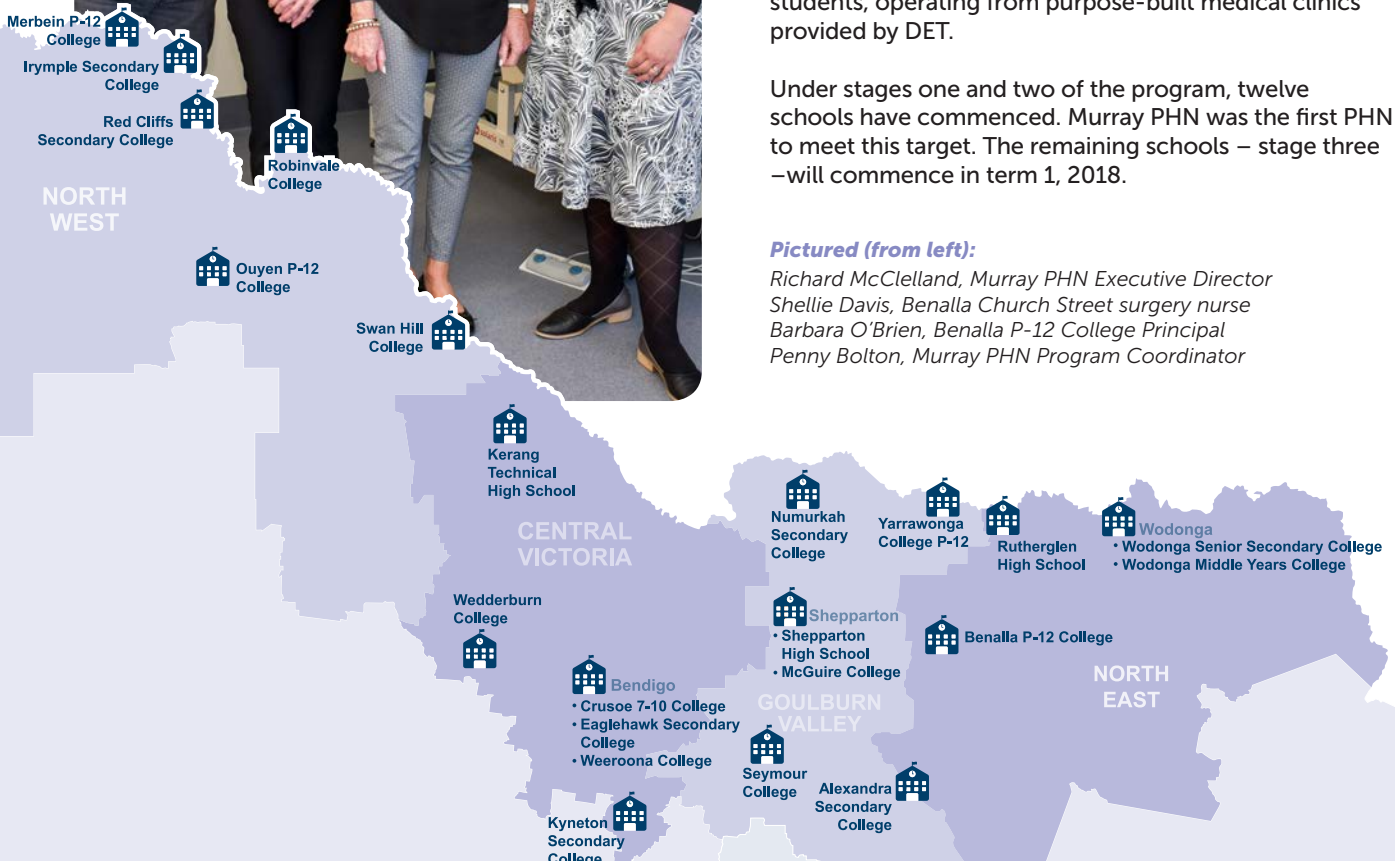 students, operating from purpose-built medical clinics
provided by DET.
Under stages one and two of the program, twelve
schools have commenced. Murray PHN was the first PHN
to meet this target. The remaining schools – stage three
–will commence in term 1, 2018.
Pictured (from left):
Richard McClelland, Murray PHN Executive Director
Shellie Davis, Benalla Church Street surgery nurse
Barbara O’Brien, Benalla P-12 College Principal
Penny Bolton, Murray PHN Program Coordinator
Merbein P-12
College
Irymple Secondary
College
Red Cliffs
Secondary College
Robinvale
College
NORTH
WEST
Ouyen P-12
College
Swan Hill
College
Kerang
Technical
High School
CENTRAL
VICTORIA
Wedderburn
College
Bendigo
• Crusoe 7-10 College
• Eaglehawk Secondary
College
• Weeroona College
Kyneton
Secondary
College
Numurkah
Secondary
College
Yarrawonga
College P-12
Shepparton
• Shepparton
High School
• McGuire College
GOULBURN
VALLEY
Seymour
College
Alexandra
Secondary
College
Rutherglen
High School
Wodonga
• Wodonga Senior Secondary College
• Wodonga Middle Years College
Benalla P-12 College
NORTH
EAST